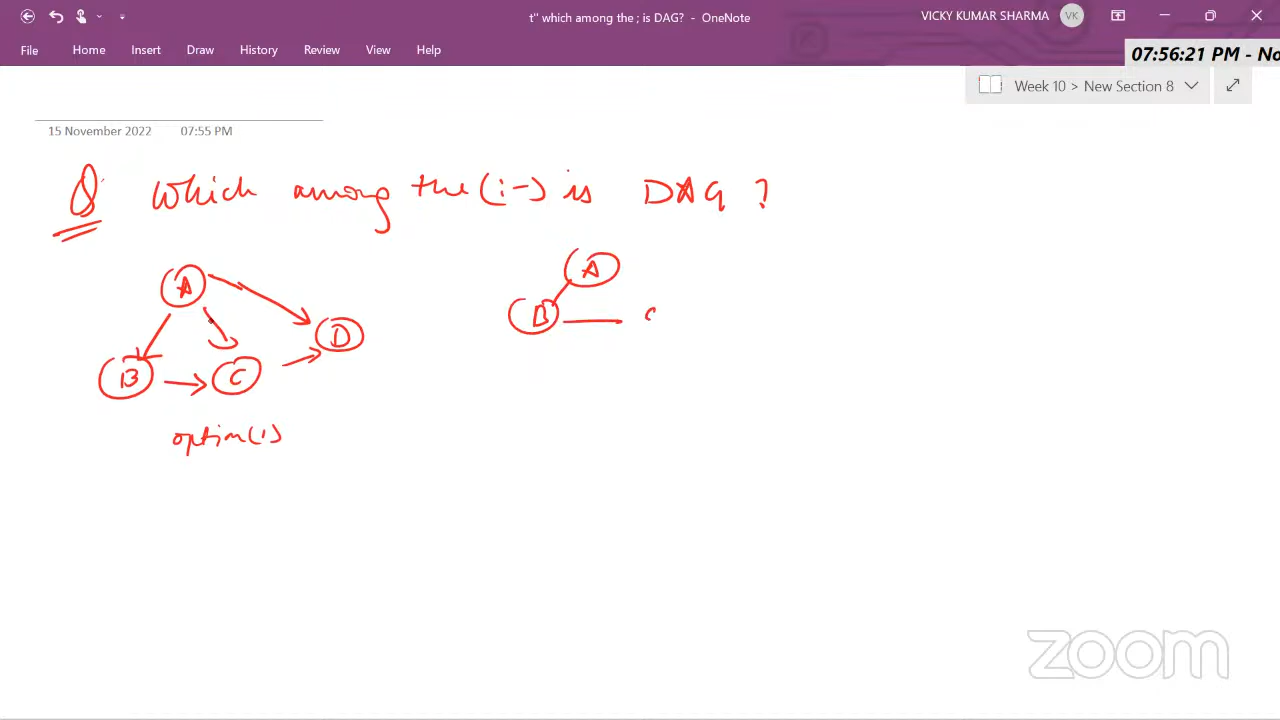 t" which among the ; is DAG? - OneNote
VICKY KUMAR SHARMA VK
File Home Insert Draw History Review View Help
07:56:21 PM - No
Week 10 > New Section 8
15 November 2022 07:55 PM
Q Which among the (;-) is DAG ?
A
A
B
D
B C
option(1)
zoom